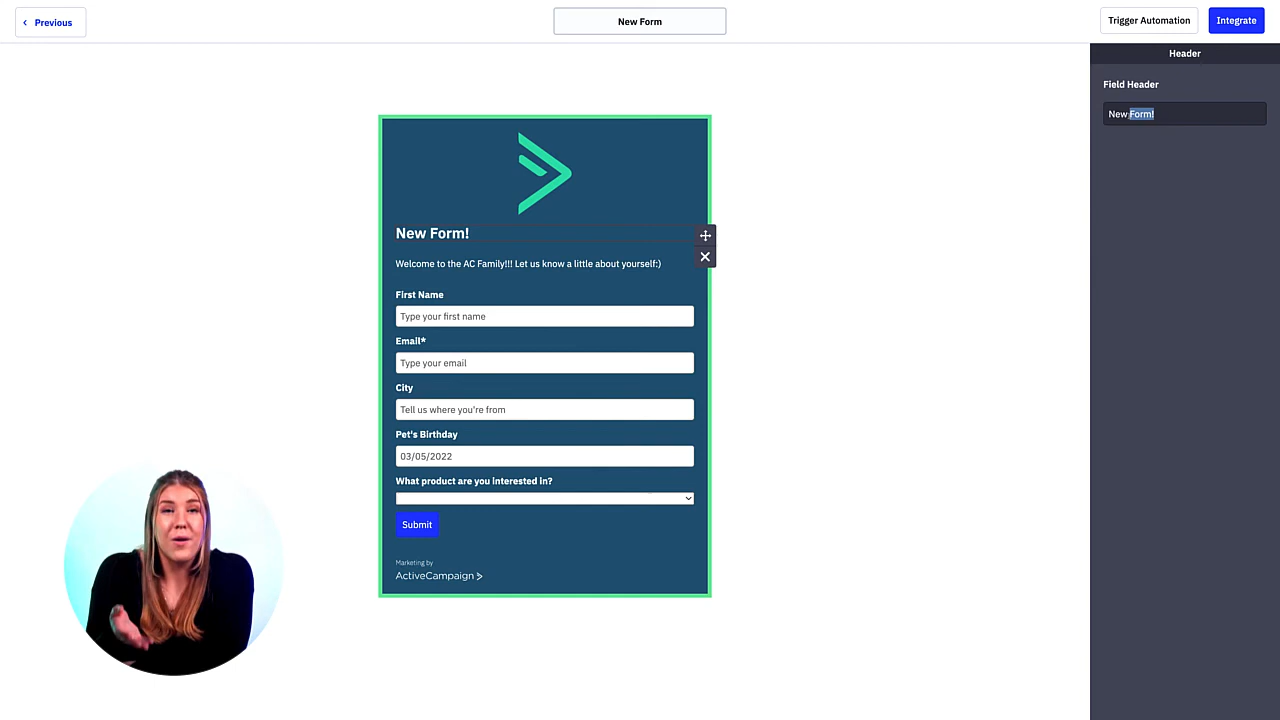 Previous
New Form
Trigger Automation
Integrate
Header
Field Header
New Form!
New Form!
Welcome to the AC Family!!! Let us know a little about yourself:)
First Name
Type your first name
Email*
Type your email
City
Tell us where you're from
Pet's Birthday
03/05/2022
What product are you interested in?
Submit
Marketing by
ActiveCampaign